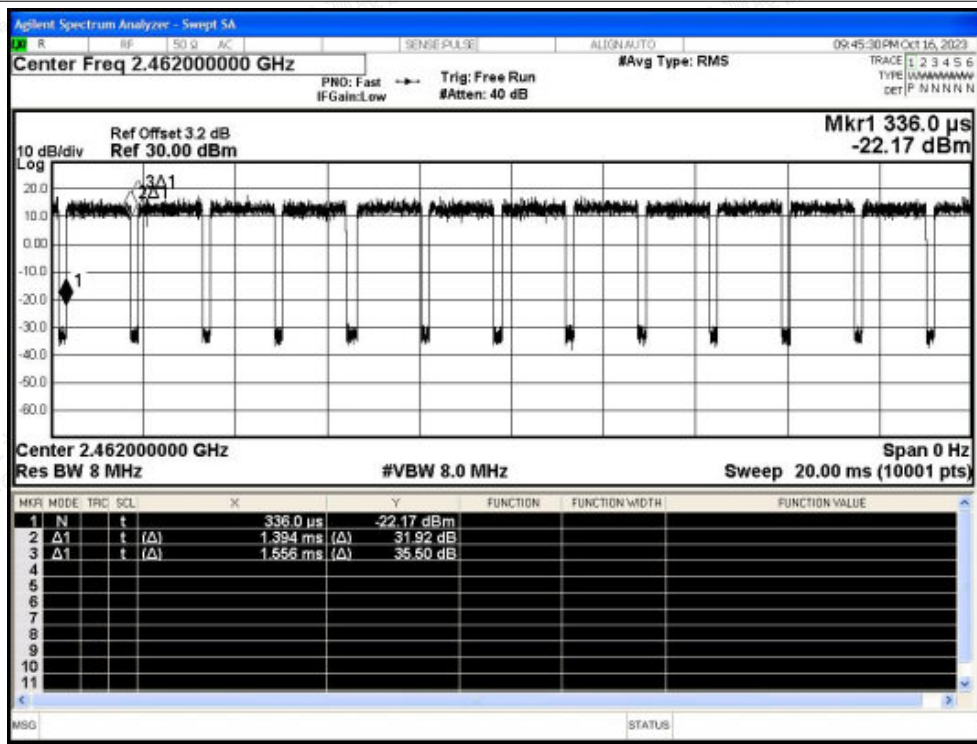 Agilent Spectrum Analyzer - Swept SA
R RF 50 Ω AC SENSE:PULSE ALIGN AUTO 09:45:30 PM Oct 16, 2023
Center Freq 2.462000000 GHz #Avg Type: RMS TRACE 1 2 3 4 5 6
PNO: Fast Trig: Free Run TYPE
IFGain:Low #Atten: 40 dB DET P N N N N N
Mkr1 336.0 µs
Ref Offset 3.2 dB
10 dB/div Ref 30.00 dBm -22.17 dBm
Log
3Δ1
20.0 2Δ1
10.0
0.00
-10.0
1
-20.0
-30.0
-40.0
-50.0
-60.0
Center 2.462000000 GHz Span 0 Hz
Res BW 8 MHz #VBW 8.0 MHz Sweep 20.00 ms (10001 pts)
MKR MODE TRC SCL X Y FUNCTION FUNCTION WIDTH FUNCTION VALUE
1 N t 336.0 µs -22.17 dBm
2 Δ1 t (Δ) 1.394 ms (Δ) 31.92 dB
3 Δ1 t (Δ) 1.556 ms (Δ) 35.50 dB
4
5
6
7
8
9
10
11
MSG STATUS